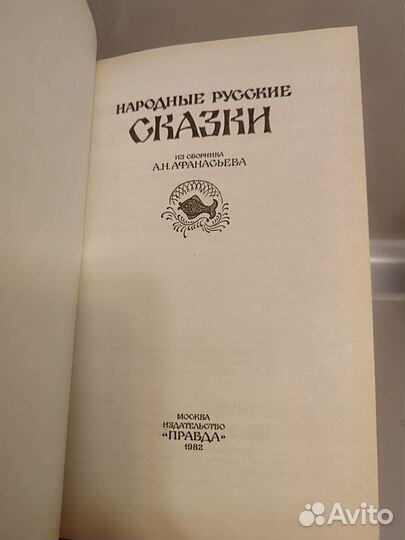 НАРОДНЫЕ РУССКИЕ
СКАЗКИ
ИЗ СБОРНИКА
А.Н.АФАНАСЬЕВА
МОСКВА
ИЗДАТЕЛЬСТВО
«ПРАВДА»
1982
Avito